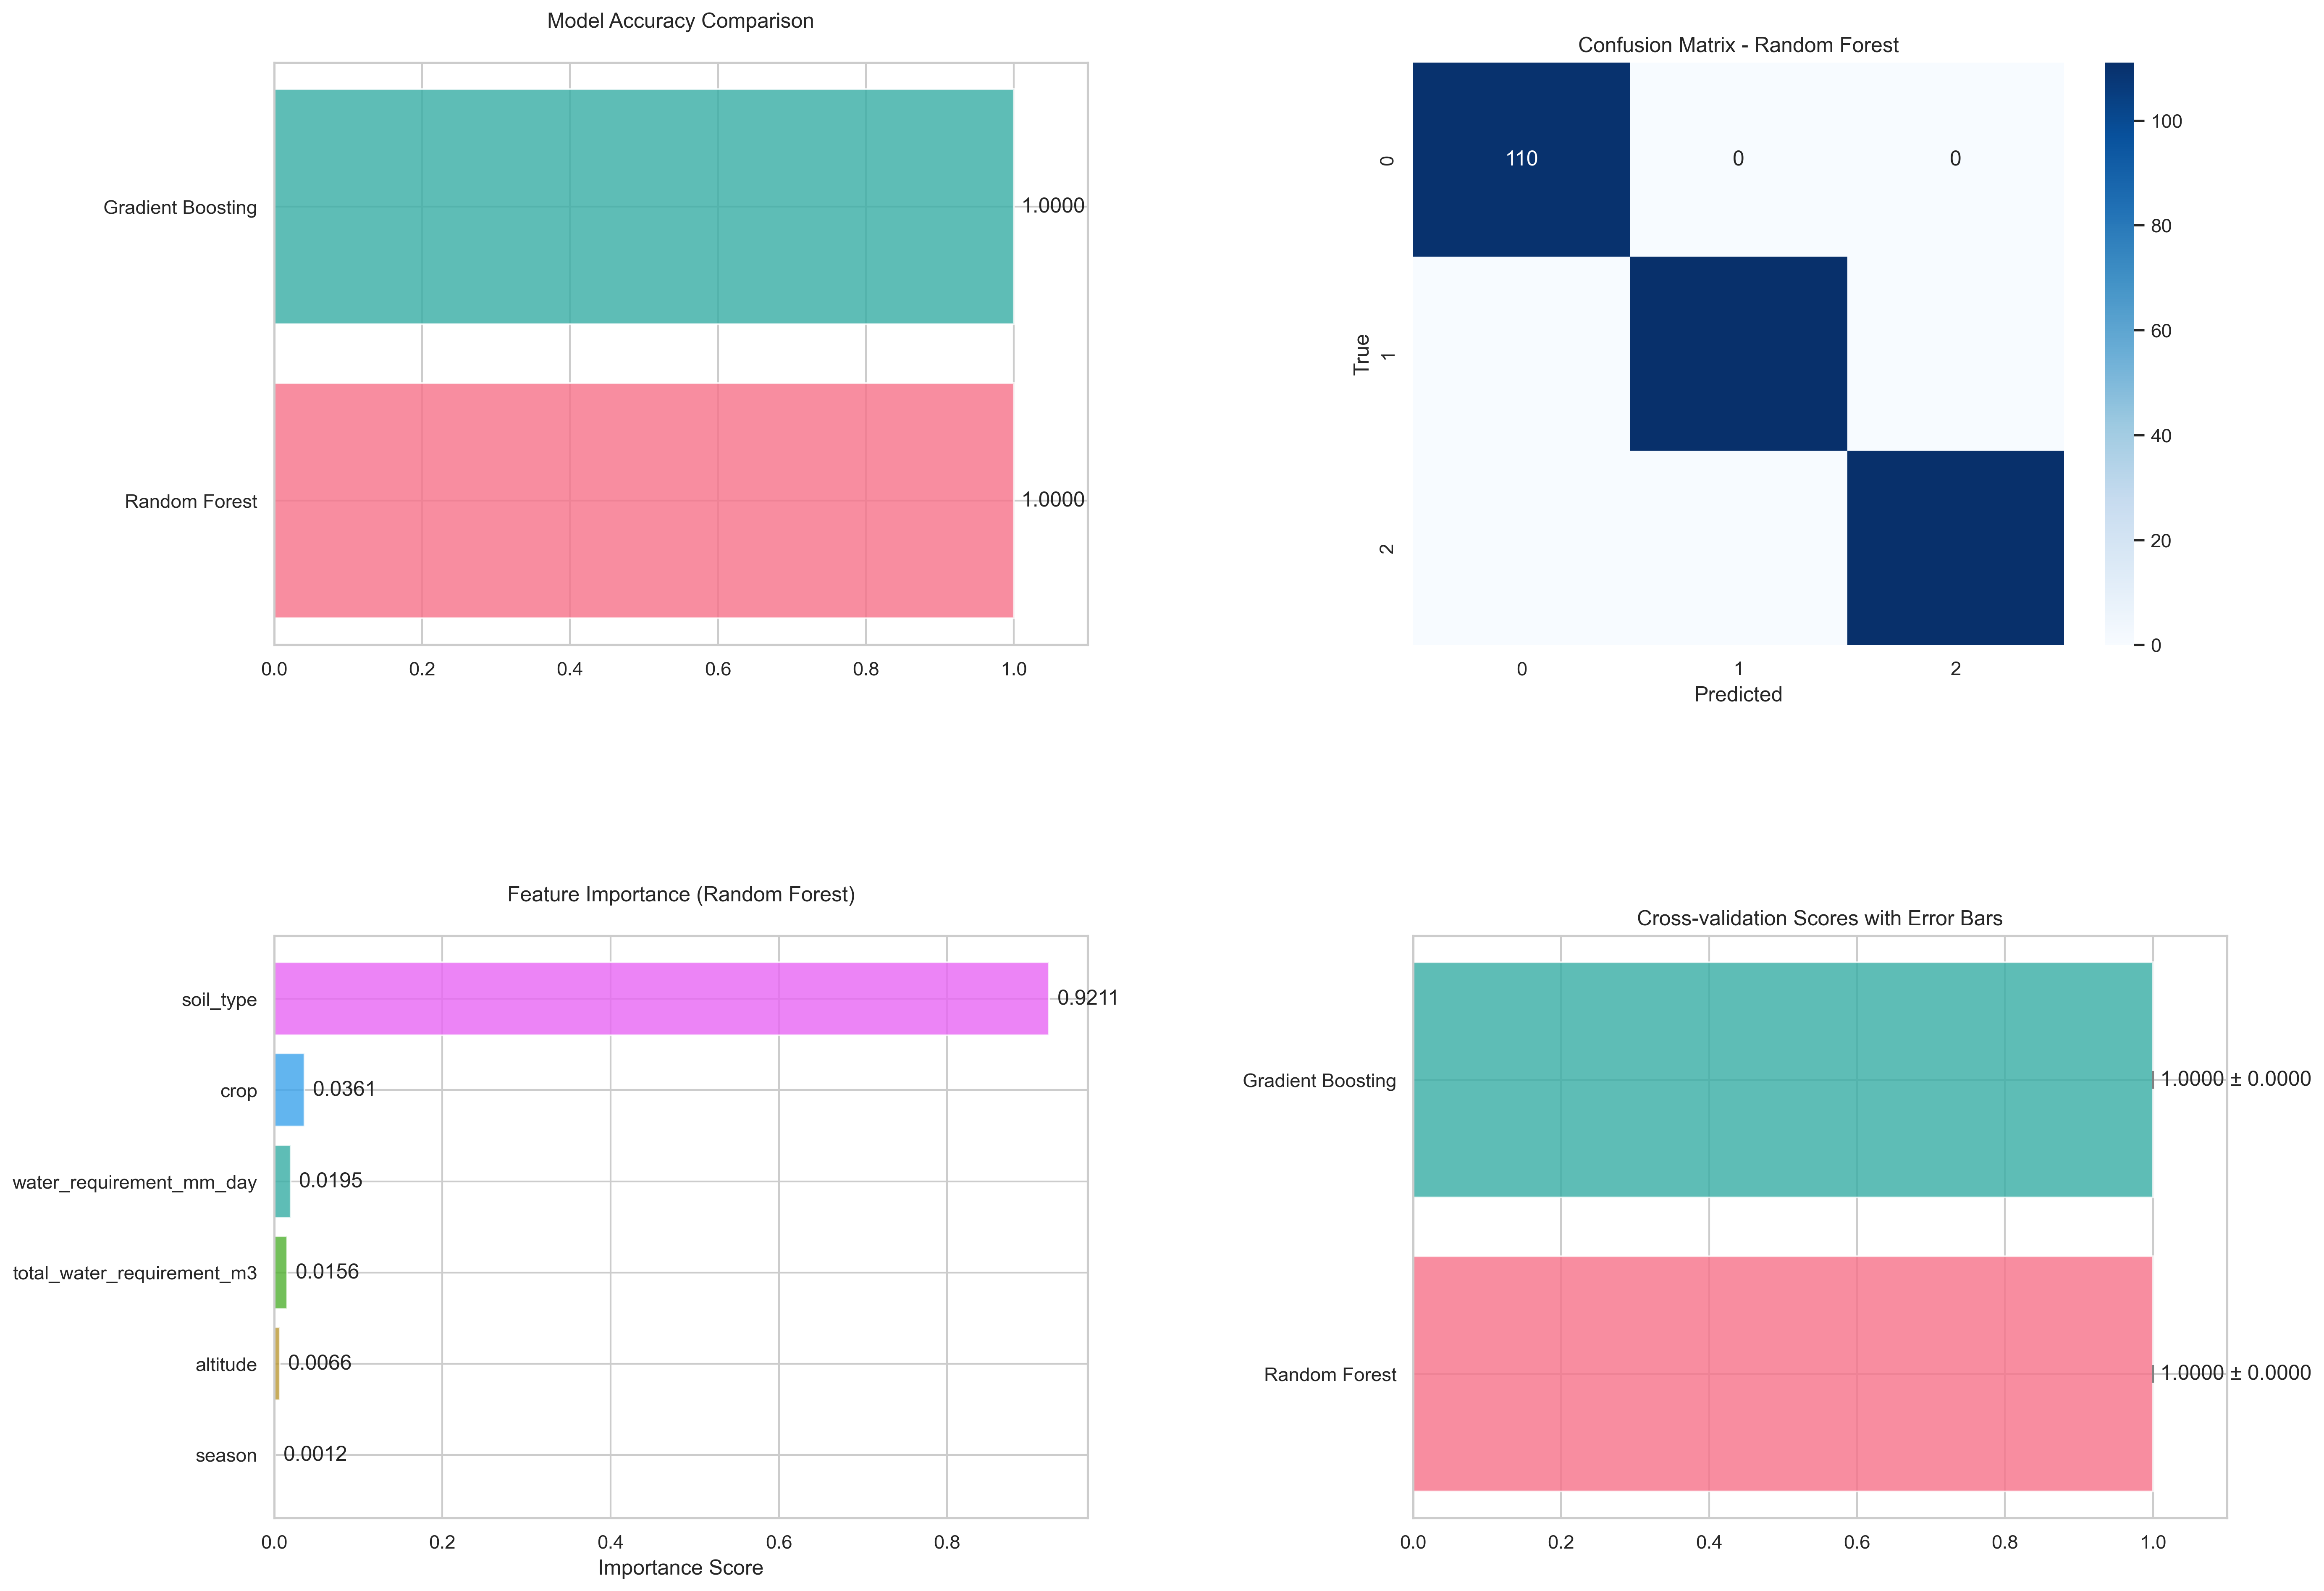 Model Accuracy Comparison
Gradient Boosting
1.0000
Random Forest
1.0000
0.0 0.2 0.4 0.6 0.8 1.0
Confusion Matrix - Random Forest
0
110 0 0
True
1
2
0 1 2
Predicted
100
80
60
40
20
0
Feature Importance (Random Forest)
soil_type
0.9211
crop
0.0361
water_requirement_mm_day
0.0195
total_water_requirement_m3
0.0156
altitude
0.0066
season
0.0012
0.0 0.2 0.4 0.6 0.8
Importance Score
Cross-validation Scores with Error Bars
Gradient Boosting
1.0000 ± 0.0000
Random Forest
1.0000 ± 0.0000
0.0 0.2 0.4 0.6 0.8 1.0